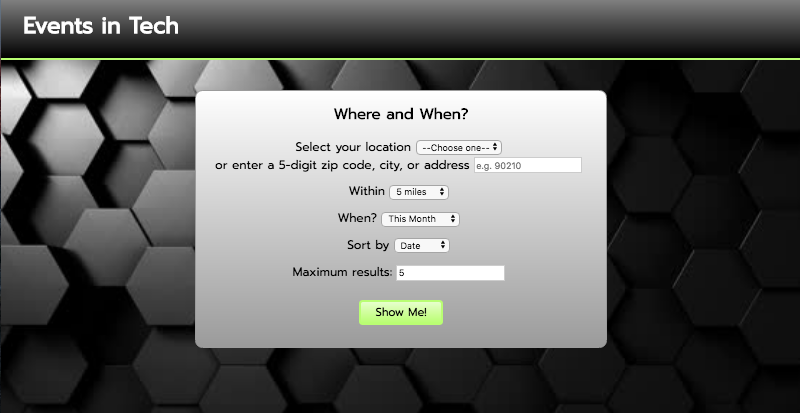 Events in Tech
Where and When?
Select your location --Choose one--
or enter a 5-digit zip code, city, or address e.g. 90210
Within 5 miles
When? This Month
Sort by Date
Maximum results: 5
Show Me!